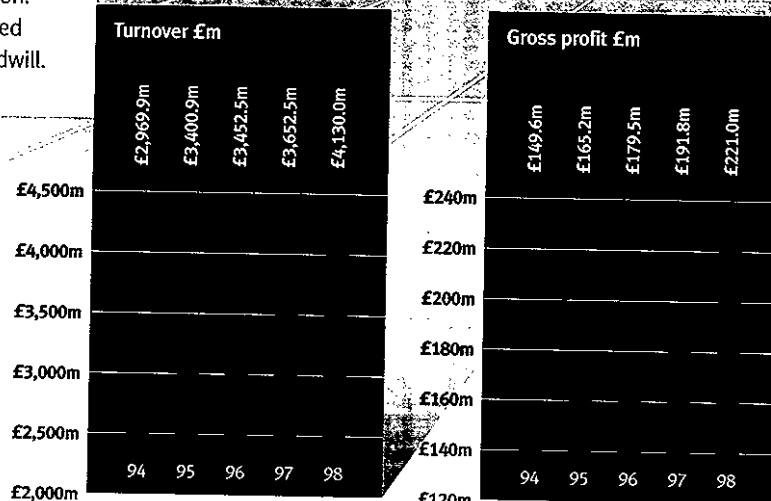 ed
dwill.
Turnover £m
£2,969.9m
£3,400.9m
£3,452.5m
£3,652.5m
£4,130.0m
£4,500m
£4,000m
£3,500m
£3,000m
£2,500m
£2,000m
94 95 96 97 98
Gross profit £m
£149.6m
£165.2m
£179.5m
£191.8m
£221.0m
£240m
£220m
£200m
£180m
£160m
£140m
£120m
94 95 96 97 98